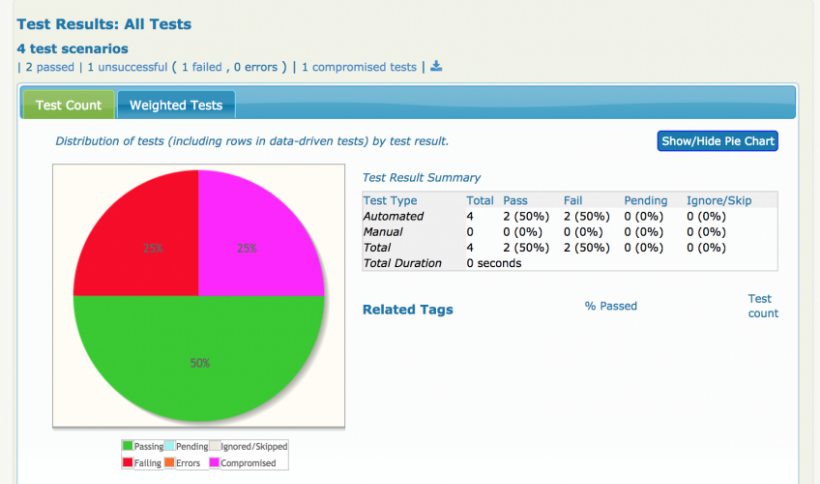 Test Results: All Tests
4 test scenarios
| 2 passed | 1 unsuccessful ( 1 failed , 0 errors ) | 1 compromised tests |
Test Count Weighted Tests
Distribution of tests (including rows in data-driven tests) by test result.
Show/Hide Pie Chart
25% 25%
50%
Passing Pending Ignored/Skipped
Failing Errors Compromised
Test Result Summary
Test Type Total Pass Fail Pending Ignore/Skip
Automated 4 2 (50%) 2 (50%) 0 (0%) 0 (0%)
Manual 0 0 (0%) 0 (0%) 0 (0%) 0 (0%)
Total 4 2 (50%) 2 (50%) 0 (0%) 0 (0%)
Total Duration 0 seconds
Related Tags % Passed Test
count